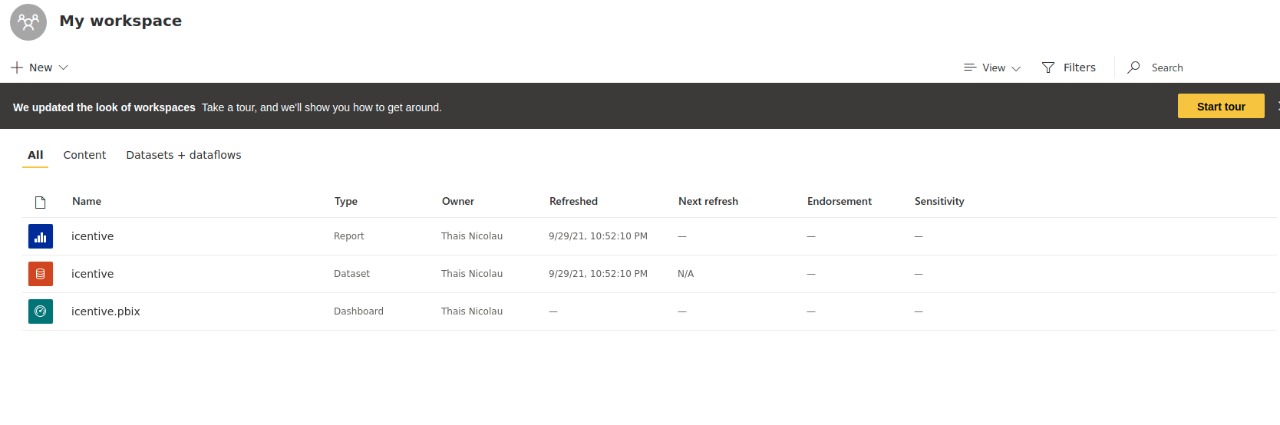 My workspace
New View Filters Search
We updated the look of workspaces Take a tour, and we'll show you how to get around. Start tour
All Content Datasets + dataflows
Name Type Owner Refreshed Next refresh Endorsement Sensitivity
icentive Report Thais Nicolau 9/29/21, 10:52:10 PM — — —
icentive Dataset Thais Nicolau 9/29/21, 10:52:10 PM N/A — —
icentive.pbix Dashboard Thais Nicolau — — — —